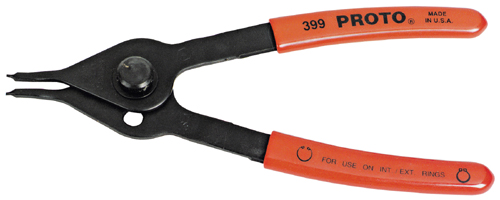 399 PROTO®
MADE
IN U.S.A.
FOR USE ON INT/EXT RINGS